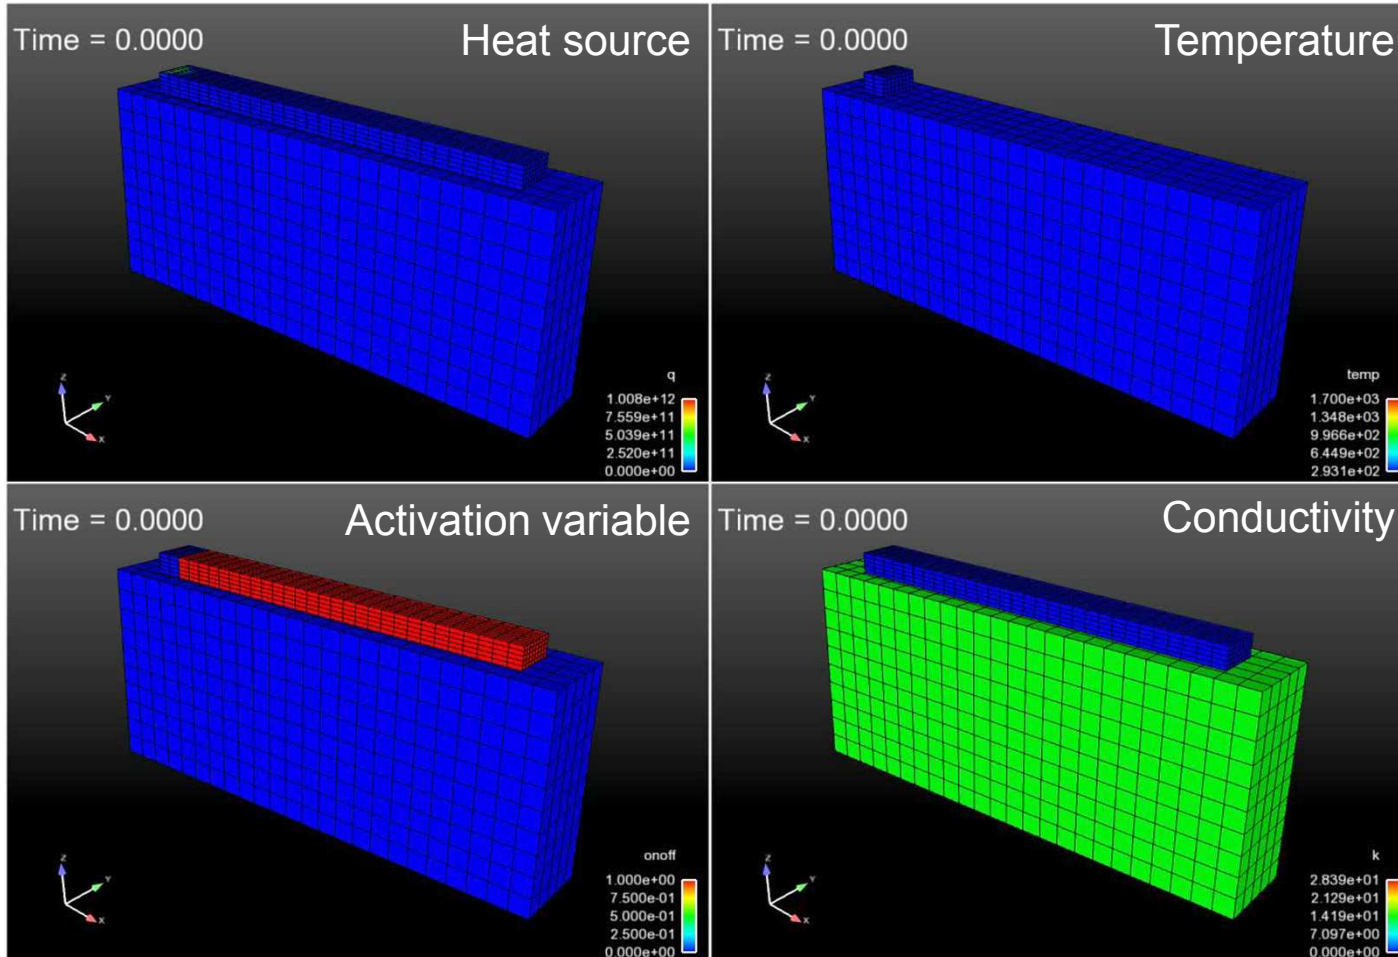 Time = 0.0000 Heat source
Z
Y
X
q
1.008e+12
7.559e+11
5.039e+11
2.520e+11
0.000e+00
Time = 0.0000 Temperature
Z
Y
X
temp
1.700e+03
1.348e+03
9.966e+02
6.449e+02
2.931e+02
Time = 0.0000 Activation variable
Z
Y
X
onoff
1.000e+00
7.500e-01
5.000e-01
2.500e-01
0.000e+00
Time = 0.0000 Conductivity
Z
Y
X
k
2.839e+01
2.129e+01
1.419e+01
7.097e+00
0.000e+00